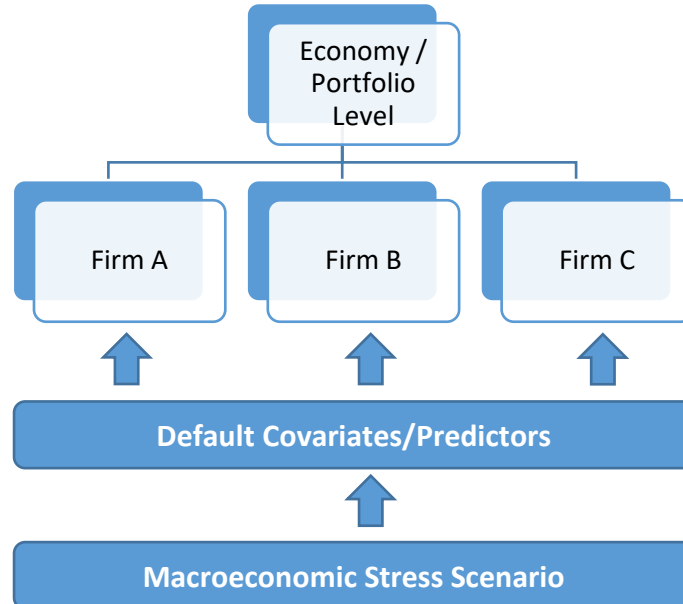 Economy /
Portfolio
Level
Firm A
Firm B
Firm C
Default Covariates/Predictors
Macroeconomic Stress Scenario